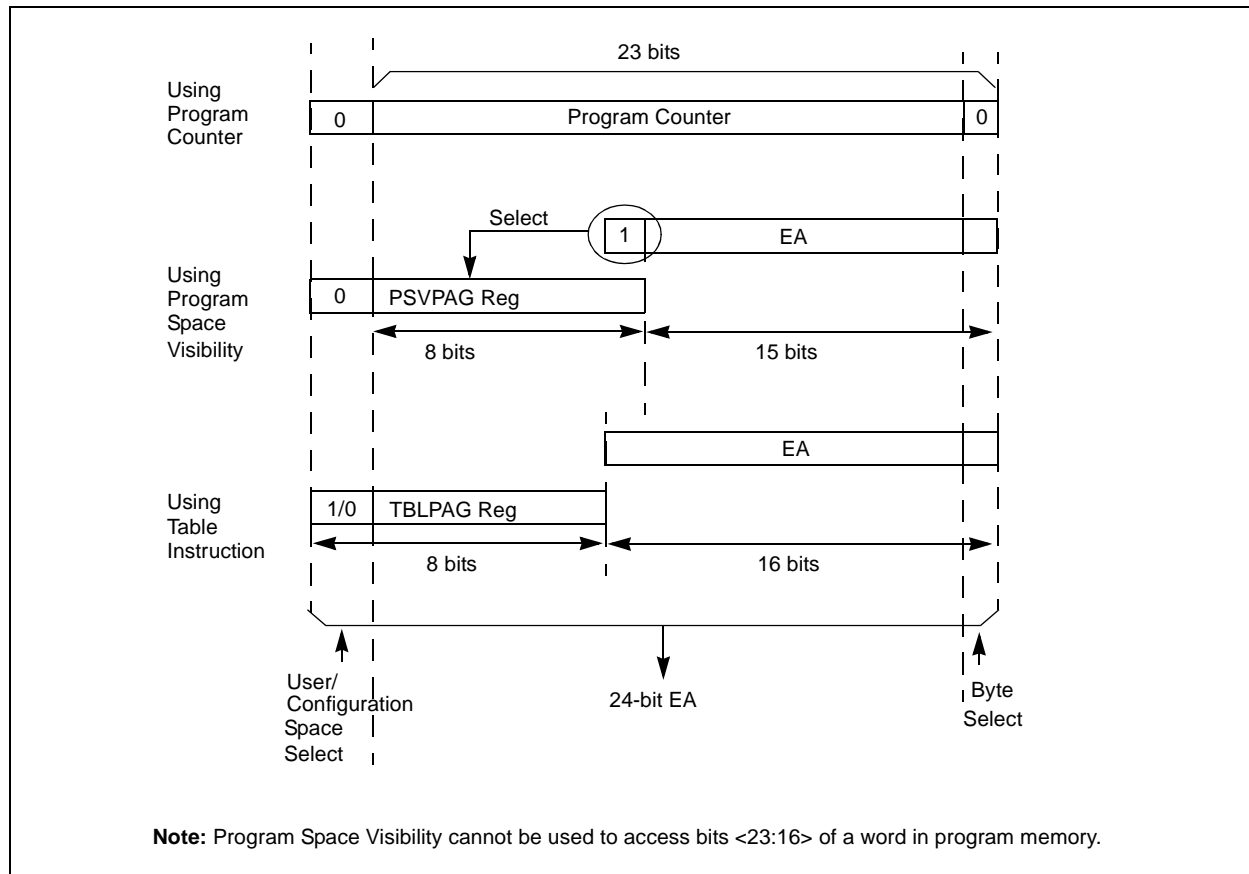 23 bits
Using
Program
Counter
0
Program Counter
0
Select
1
EA
Using
Program
Space
Visibility
0
PSVPAG Reg
8 bits
15 bits
EA
Using
Table
Instruction
1/0
TBLPAG Reg
8 bits
16 bits
User/
Configuration
Space
Select
24-bit EA
Byte
Select
Note: Program Space Visibility cannot be used to access bits <23:16> of a word in program memory.